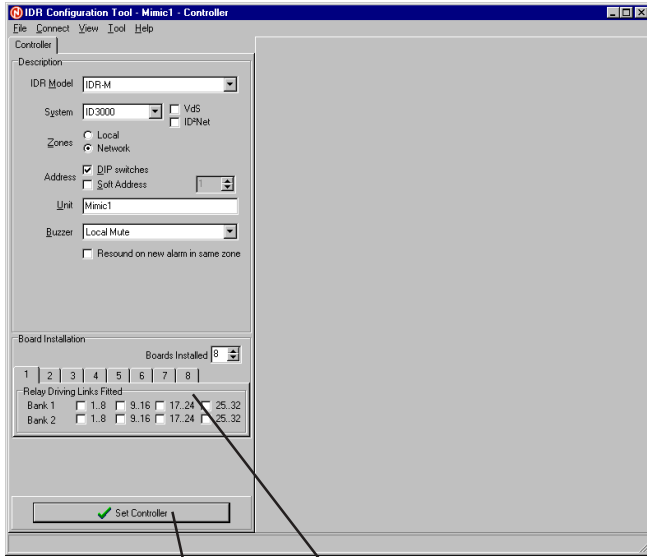 IDR Configuration Tool - Mimic1 - Controller
File Connect View Tool Help
Controller
Description
IDR Model IDR-M
System ID3000 VdS
ID²Net
Zones Local
Network
Address DIP switches
Soft Address 1
Unit Mimic1
Buzzer Local Mute
Resound on new alarm in same zone
Board Installation
Boards Installed 8
1 2 3 4 5 6 7 8
Relay Driving Links Fitted
Bank 1 1..8 9..16 17..24 25..32
Bank 2 1..8 9..16 17..24 25..32
Set Controller